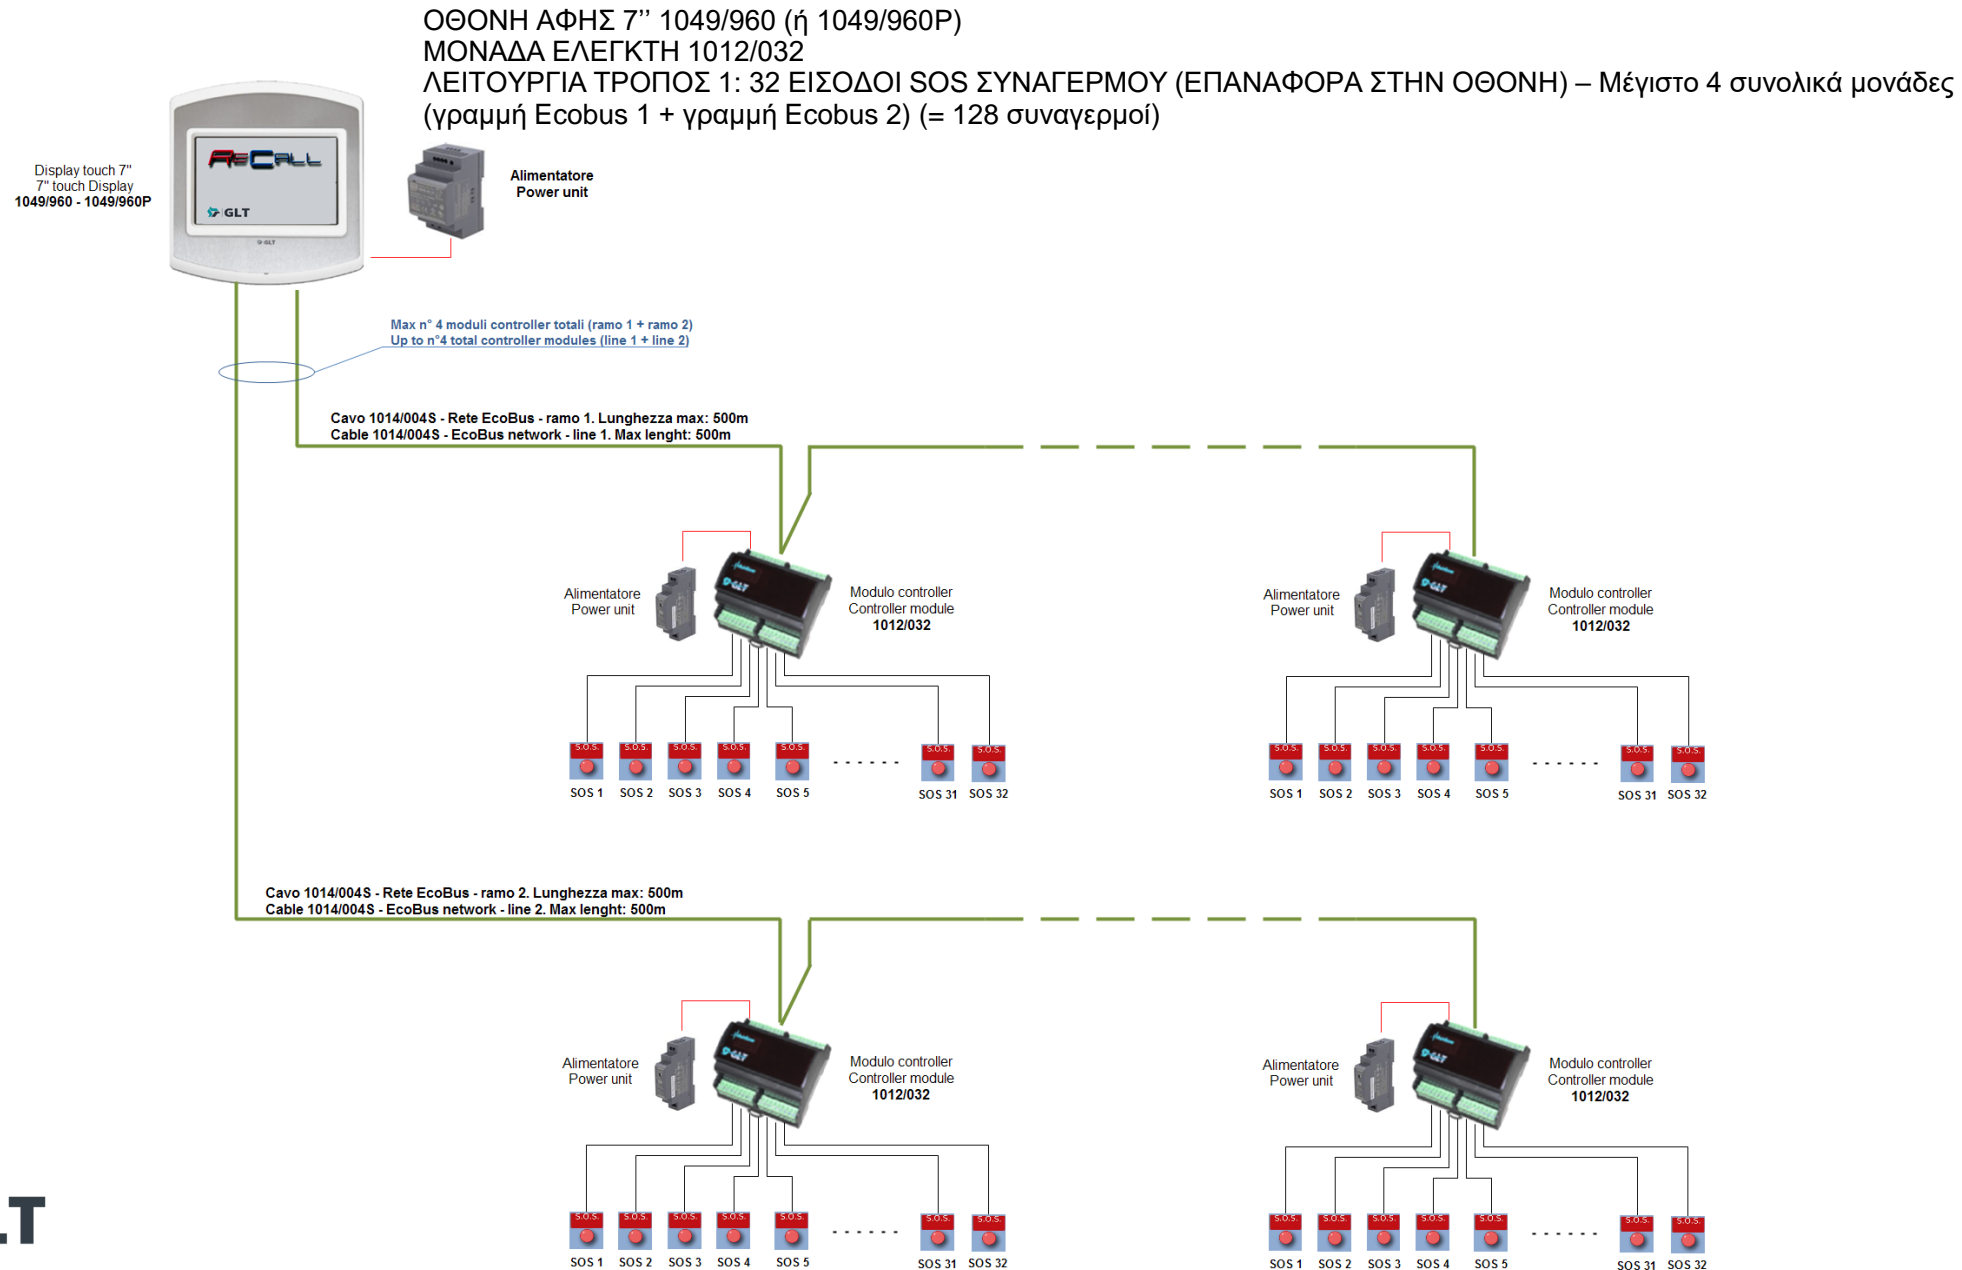 ΟΘΟΝΗ ΑΦΗΣ 7’’ 1049/960 (ή 1049/960P)
ΜΟΝΑΔΑ ΕΛΕΓΚΤΗ 1012/032
ΛΕΙΤΟΥΡΓΙΑ ΤΡΟΠΟΣ 1: 32 ΕΙΣΟΔΟΙ SOS ΣΥΝΑΓΕΡΜΟΥ (ΕΠΑΝΑΦΟΡΑ ΣΤΗΝ ΟΘΟΝΗ) – Μέγιστο 4 συνολικά μονάδες
(γραμμή Ecobus 1 + γραμμή Ecobus 2) (= 128 συναγερμοί)
Display touch 7"
7" touch Display
1049/960 - 1049/960P
ReCall
GLT
GLT
Alimentatore
Power unit
Max n° 4 moduli controller totali (ramo 1 + ramo 2)
Up to n°4 total controller modules (line 1 + line 2)
Cavo 1014/004S - Rete EcoBus - ramo 1. Lunghezza max: 500m
Cable 1014/004S - EcoBus network - line 1. Max lenght: 500m
Alimentatore
Power unit
GLT
Modulo controller
Controller module
1012/032
Alimentatore
Power unit
GLT
Modulo controller
Controller module
1012/032
S.O.S. S.O.S. S.O.S. S.O.S. S.O.S. S.O.S. S.O.S.
SOS 1 SOS 2 SOS 3 SOS 4 SOS 5 SOS 31 SOS 32
S.O.S. S.O.S. S.O.S. S.O.S. S.O.S. S.O.S. S.O.S.
SOS 1 SOS 2 SOS 3 SOS 4 SOS 5 SOS 31 SOS 32
Cavo 1014/004S - Rete EcoBus - ramo 2. Lunghezza max: 500m
Cable 1014/004S - EcoBus network - line 2. Max lenght: 500m
Alimentatore
Power unit
GLT
Modulo controller
Controller module
1012/032
Alimentatore
Power unit
GLT
Modulo controller
Controller module
1012/032
S.O.S. S.O.S. S.O.S. S.O.S. S.O.S. S.O.S. S.O.S.
SOS 1 SOS 2 SOS 3 SOS 4 SOS 5 SOS 31 SOS 32
S.O.S. S.O.S. S.O.S. S.O.S. S.O.S. S.O.S. S.O.S.
SOS 1 SOS 2 SOS 3 SOS 4 SOS 5 SOS 31 SOS 32
LT